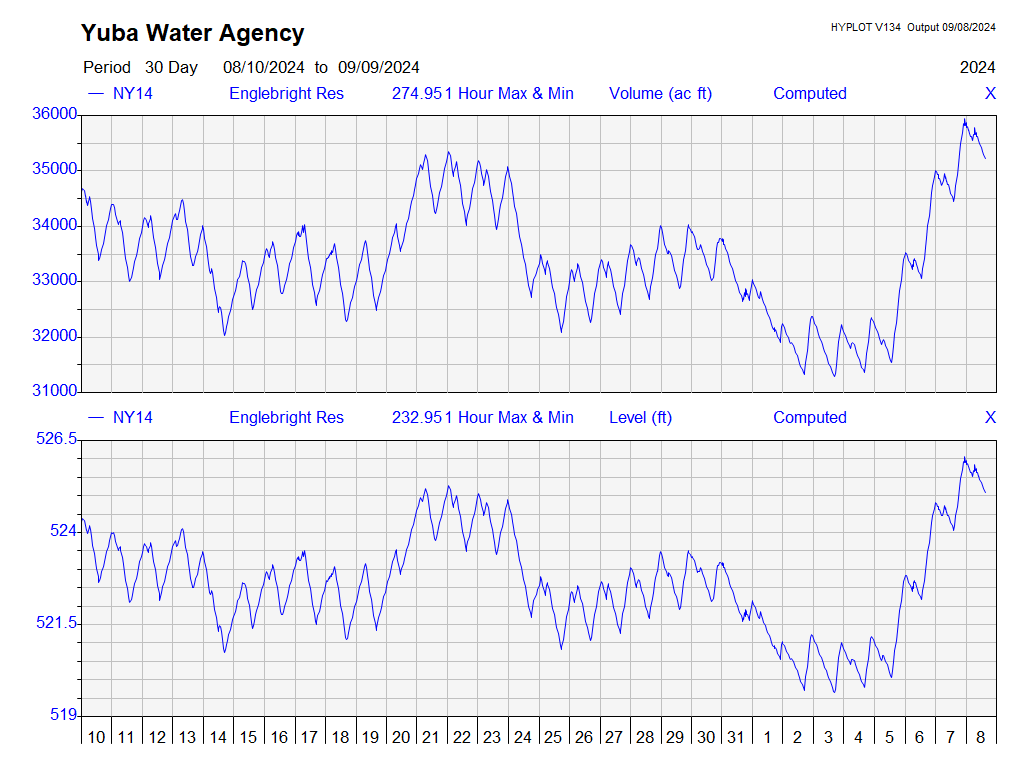 Yuba Water Agency
HYPLOT V134 Output 09/08/2024
Period 30 Day 08/10/2024 to 09/09/2024
2024
NY14 Englebright Res 274.951 Hour Max & Min Volume (ac ft) Computed X
36000
35000
34000
33000
32000
31000
NY14 Englebright Res 232.951 Hour Max & Min Level (ft) Computed X
526.5
524
521.5
519
10 11 12 13 14 15 16 17 18 19 20 21 22 23 24 25 26 27 28 29 30 31 1 2 3 4 5 6 7 8